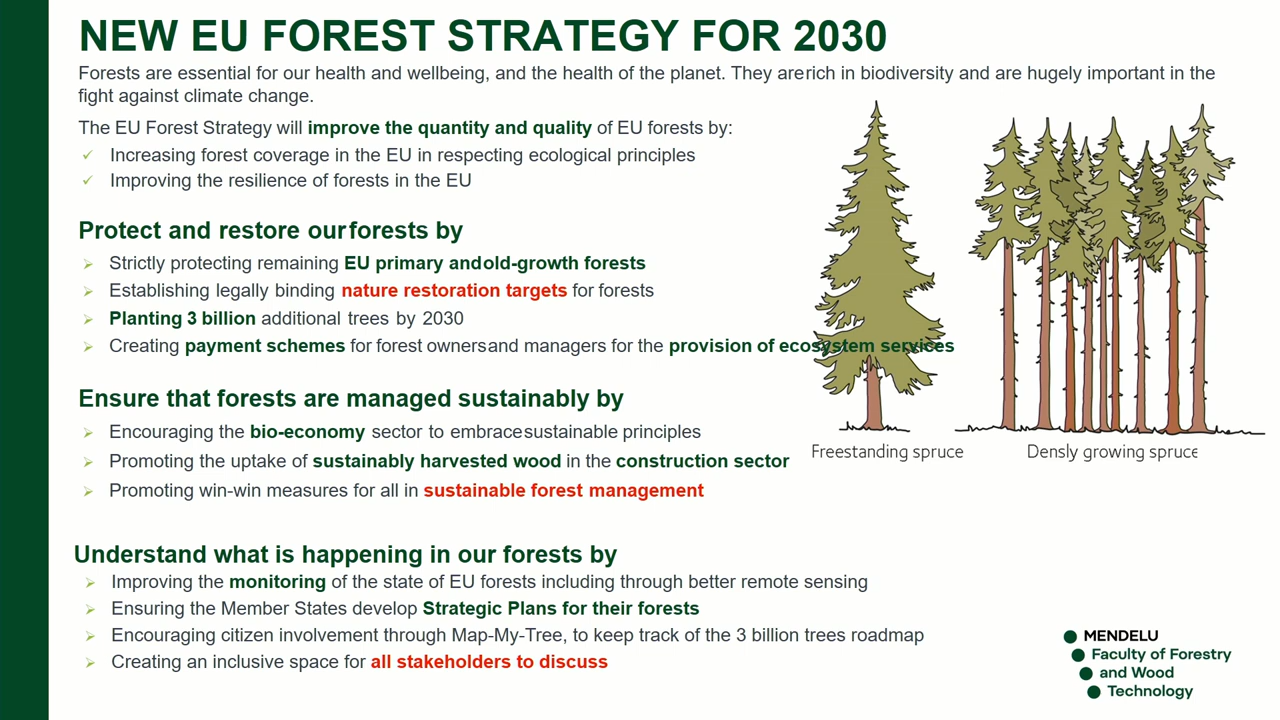 NEW EU FOREST STRATEGY FOR 2030
Forests are essential for our health and wellbeing, and the health of the planet. They are rich in biodiversity and are hugely important in the
fight against climate change.
The EU Forest Strategy will improve the quantity and quality of EU forests by:
✓ Increasing forest coverage in the EU in respecting ecological principles
✓ Improving the resilience of forests in the EU
Protect and restore our forests by
➢ Strictly protecting remaining EU primary and old-growth forests
➢ Establishing legally binding nature restoration targets for forests
➢ Planting 3 billion additional trees by 2030
➢ Creating payment schemes for forest owners and managers for the provision of ecosystem services
Ensure that forests are managed sustainably by
➢ Encouraging the bio-economy sector to embrace sustainable principles
➢ Promoting the uptake of sustainably harvested wood in the construction sector
➢ Promoting win-win measures for all in sustainable forest management
Freestanding spruce
Densly growing spruce
Understand what is happening in our forests by
➢ Improving the monitoring of the state of EU forests including through better remote sensing
➢ Ensuring the Member States develop Strategic Plans for their forests
➢ Encouraging citizen involvement through Map-My-Tree, to keep track of the 3 billion trees roadmap
➢ Creating an inclusive space for all stakeholders to discuss
MENDELU
Faculty of Forestry
and Wood
Technology